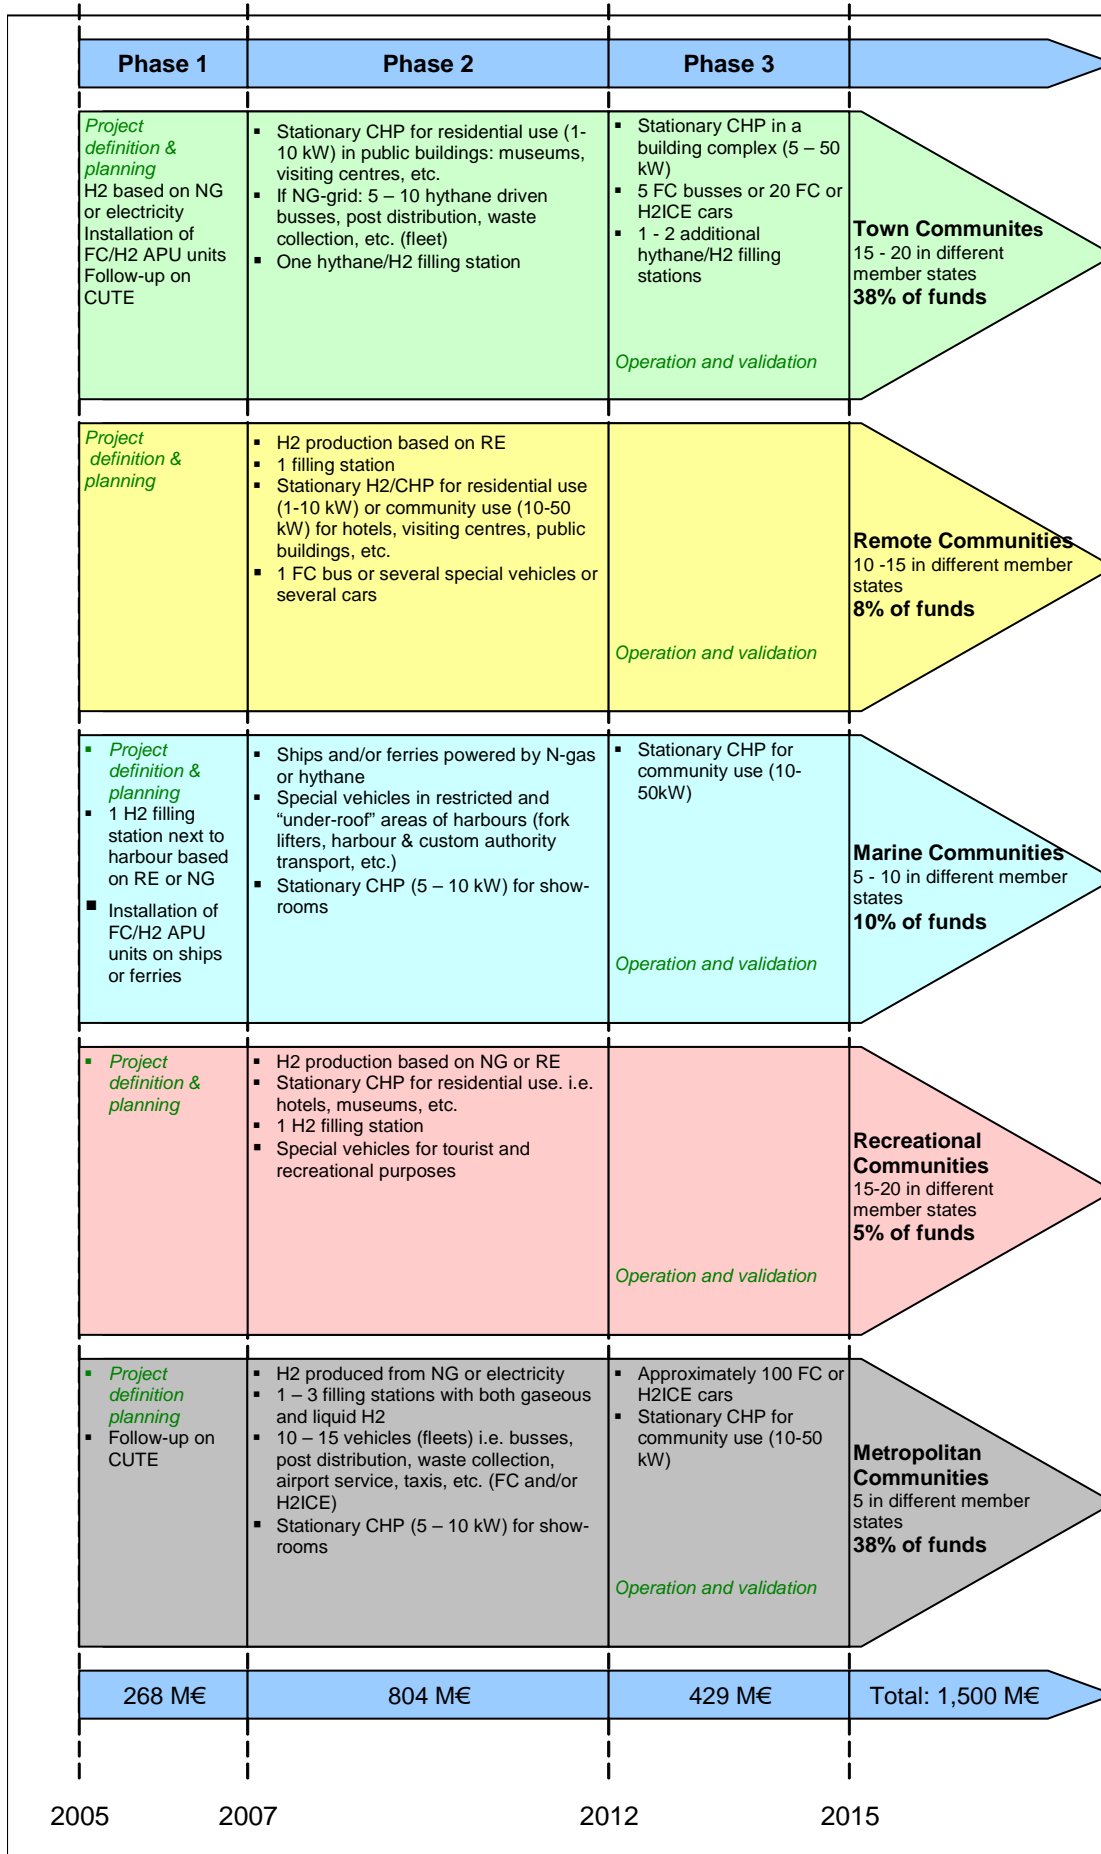 Phase 1
Phase 2
Phase 3
Project
definition &
planning
H2 based on NG
or electricity
Installation of
FC/H2 APU units
Follow-up on
CUTE
▪ Stationary CHP for residential use (1-
10 kW) in public buildings: museums,
visiting centres, etc.
▪ If NG-grid: 5 – 10 hythane driven
busses, post distribution, waste
collection, etc. (fleet)
▪ One hythane/H2 filling station
▪ Stationary CHP in a
building complex (5 – 50
kW)
▪ 5 FC busses or 20 FC or
H2ICE cars
▪ 1 - 2 additional
hythane/H2 filling
stations
Operation and validation
Town Communites
15 - 20 in different
member states
38% of funds
Project
definition &
planning
▪ H2 production based on RE
▪ 1 filling station
▪ Stationary H2/CHP for residential use
(1-10 kW) or community use (10-50
kW) for hotels, visiting centres, public
buildings, etc.
▪ 1 FC bus or several special vehicles or
several cars
Operation and validation
Remote Communities
10 -15 in different member
states
8% of funds
▪ Project
definition &
planning
▪ 1 H2 filling
station next to
harbour based
on RE or NG
▪ Installation of
FC/H2 APU
units on ships
or ferries
▪ Ships and/or ferries powered by N-gas
or hythane
▪ Special vehicles in restricted and
“under-roof” areas of harbours (fork
lifters, harbour & custom authority
transport, etc.)
▪ Stationary CHP (5 – 10 kW) for show-
rooms
▪ Stationary CHP for
community use (10-
50kW)
Operation and validation
Marine Communities
5 - 10 in different member
states
10% of funds
▪ Project
definition &
planning
▪ H2 production based on NG or RE
▪ Stationary CHP for residential use. i.e.
hotels, museums, etc.
▪ 1 H2 filling station
▪ Special vehicles for tourist and
recreational purposes
Operation and validation
Recreational
Communities
15-20 in different
member states
5% of funds
▪ Project
definition
planning
▪ Follow-up on
CUTE
▪ H2 produced from NG or electricity
▪ 1 – 3 filling stations with both gaseous
and liquid H2
▪ 10 – 15 vehicles (fleets) i.e. busses,
post distribution, waste collection,
airport service, taxis, etc. (FC and/or
H2ICE)
▪ Stationary CHP (5 – 10 kW) for show-
rooms
▪ Approximately 100 FC or
H2ICE cars
▪ Stationary CHP for
community use (10-50
kW)
Operation and validation
Metropolitan
Communities
5 in different member
states
38% of funds
268 M€
804 M€
429 M€
Total: 1,500 M€
2005
2007
2012
2015